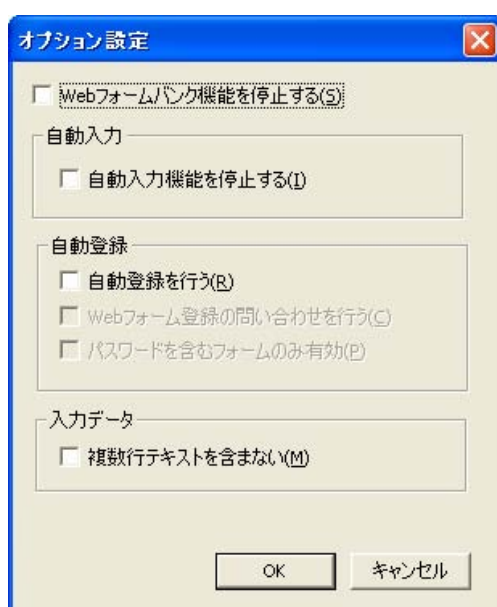 オプション設定
Webフォームバンク機能を停止する(S)
自動入力
自動入力機能を停止する(I)
自動登録
自動登録を行う(R)
Webフォーム登録の問い合わせを行う(C)
パスワードを含むフォームのみ有効(P)
入力データ
複数行テキストを含まない(M)
OK
キャンセル